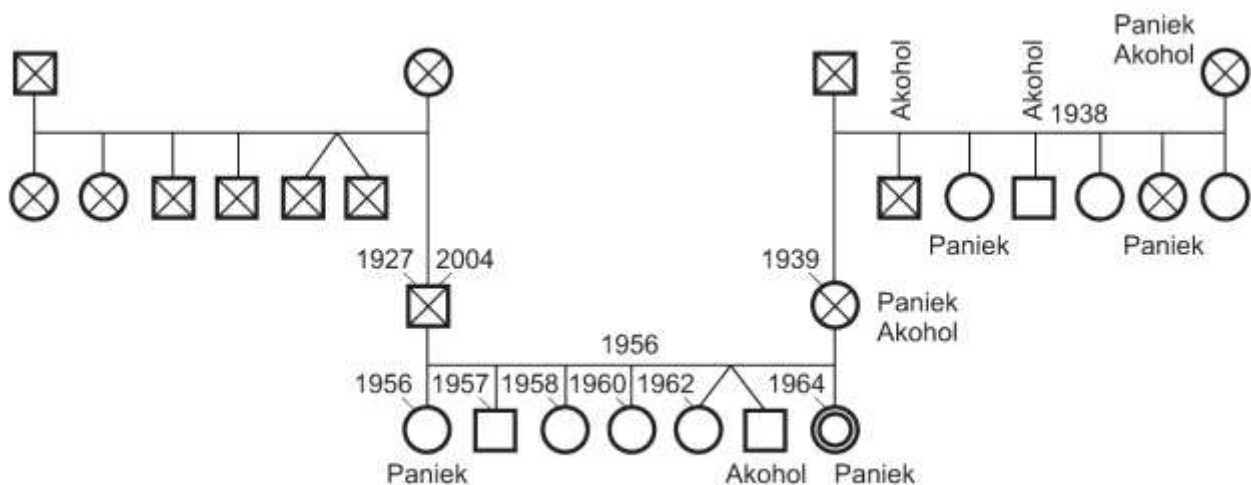 Paniek
Akohol
Akohol
Akohol
1938
Paniek
Paniek
1927
2004
1939
Paniek
Akohol
1956
1956
1957
1958
1960
1962
1964
Paniek
Akohol
Paniek